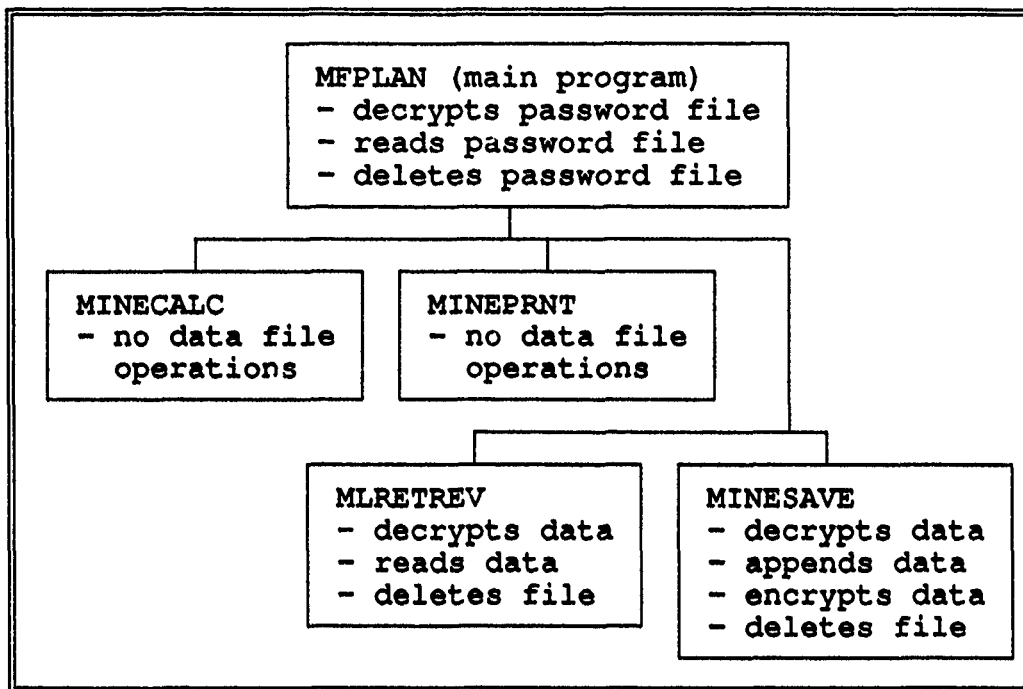 MFPLAN (main program)
- decrypts password file
- reads password file
- deletes password file
MINECALC
- no data file
operations
MINEPRNT
- no data file
operations
MLRETREV
- decrypts data
- reads data
- deletes file
MINESAVE
- decrypts data
- appends data
- encrypts data
- deletes file